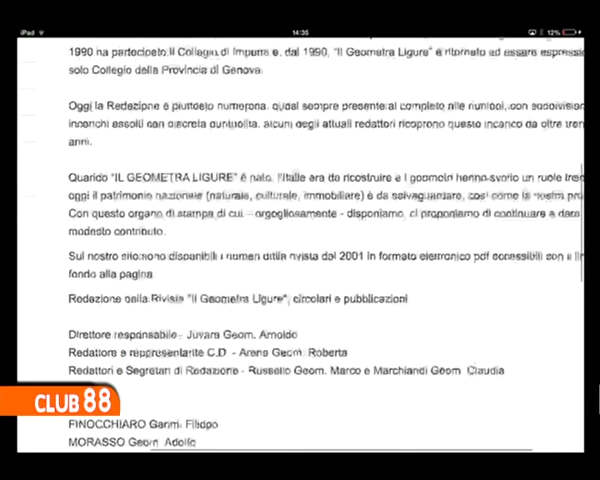 iPad 14:35 12%
1990 ha partecipato il Collegio di Imperia e, dal 1990, "Il Geometra Ligure" è ritornato ad essere espressio
solo Collegio della Provincia di Genova.
Oggi la Redazione è piuttosto numerosa, quasi sempre presente al completo alle riunioni, con suddivision
incarichi assolti con discreta puntualità, alcuni degli attuali redattori ricoprono questo incarico da oltre tren
anni.
Quando "IL GEOMETRA LIGURE" è nato, l'Italia era da ricostruire e i geometri hanno svolto un ruolo
oggi il patrimonio nazionale (naturale, culturale, immobiliare) è da salvaguardare, così come la nostra pro
Con questo organo di stampa di cui - orgogliosamente - disponiamo, ci proponiamo di continuare a dare
modesto contributo.
Sul nostro sito sono disponibili i numeri della rivista dal 2001 in formato elettronico pdf accessibili con il
fondo alla pagina
Redazione della Rivista "Il Geometra Ligure", circolari e pubblicazioni
Direttore responsabile - Juvara Geom. Arnoldo
Redattore e rappresentante C.D. - Arena Geom. Roberta
Redattori e Segretari di Redazione - Russello Geom. Marco e Marchiandi Geom. Claudia
CLUB 88
FINOCCHIARO Geom. Filippo
MORASSO Geom. Adolfo